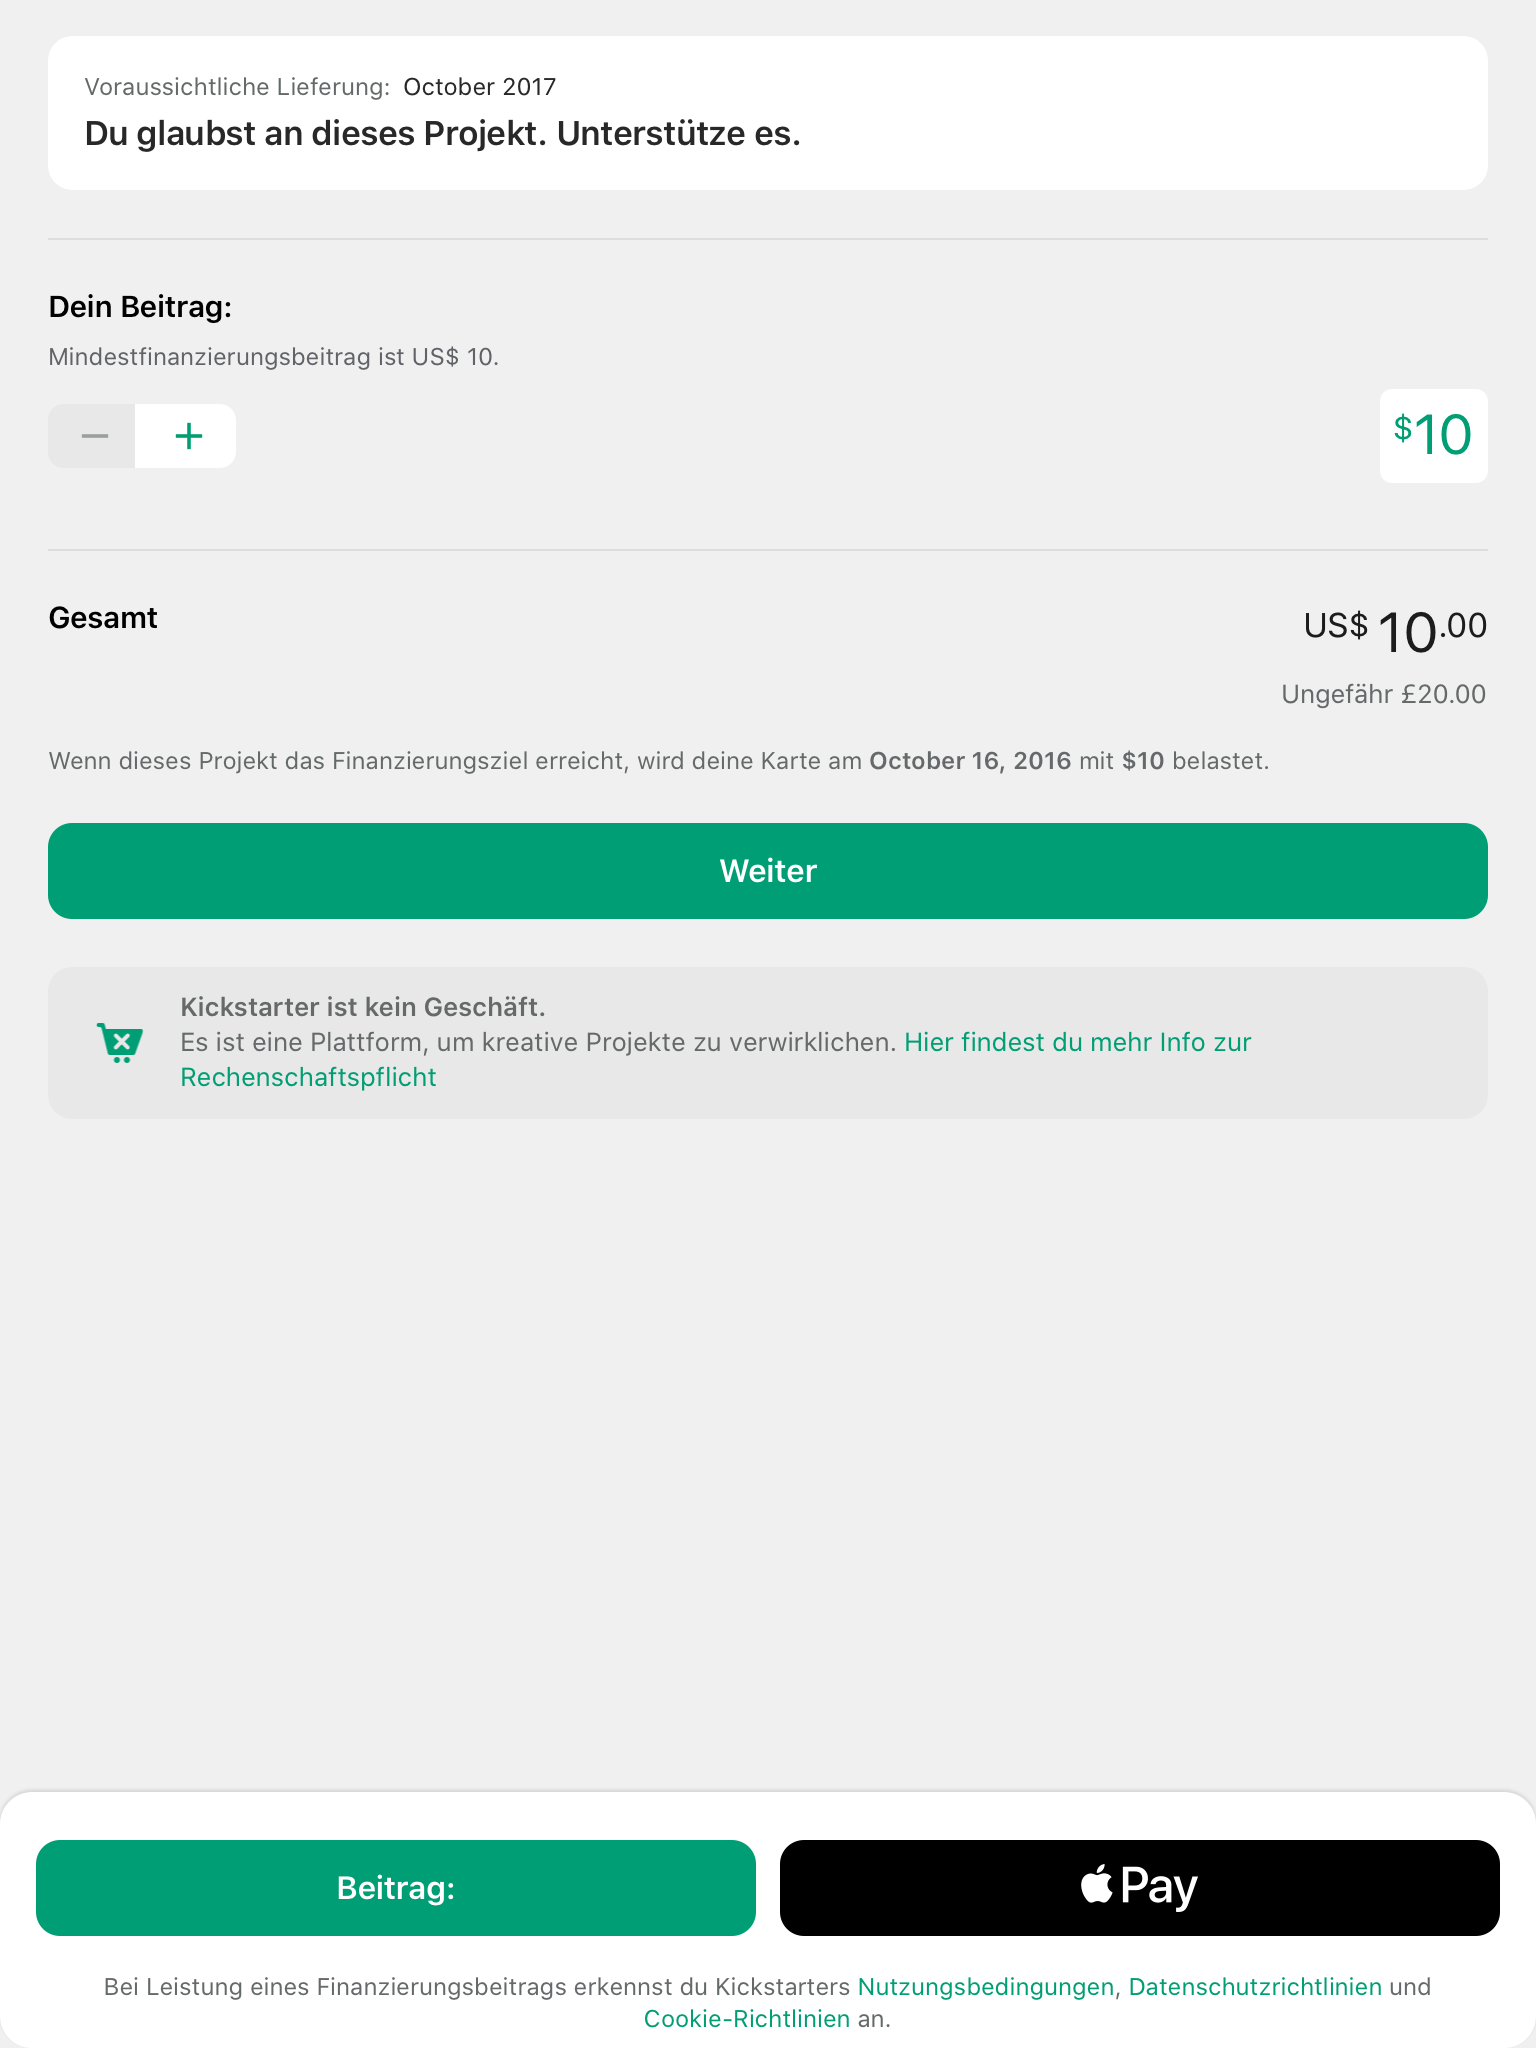 Voraussichtliche Lieferung: October 2017
Du glaubst an dieses Projekt. Unterstütze es.
Dein Beitrag:
Mindestfinanzierungsbeitrag ist US$ 10.
$10
Gesamt
US$ 10.00
Ungefähr £20.00
Wenn dieses Projekt das Finanzierungsziel erreicht, wird deine Karte am October 16, 2016 mit $10 belastet.
Weiter
Kickstarter ist kein Geschäft.
Es ist eine Plattform, um kreative Projekte zu verwirklichen. Hier findest du mehr Info zur
Rechenschaftspflicht
Beitrag:
Pay
Bei Leistung eines Finanzierungsbeitrags erkennst du Kickstarters Nutzungsbedingungen, Datenschutzrichtlinien und
Cookie-Richtlinien an.